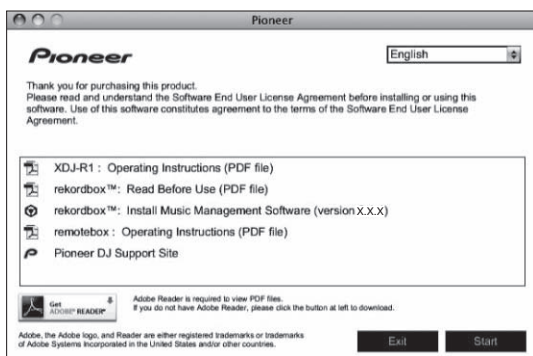 Pioneer
Pioneer
English
Thank you for purchasing this product.
Please read and understand the Software End User License Agreement before installing or using this
software. Use of this software constitutes agreement to the terms of the Software End User License
Agreement.
XDJ-R1 : Operating Instructions (PDF file)
rekordbox™: Read Before Use (PDF file)
rekordbox™: Install Music Management Software (version X.X.X)
remotebox : Operating Instructions (PDF file)
Pioneer DJ Support Site
Get
ADOBE® READER®
Adobe Reader is required to view PDF files.
If you do not have Adobe Reader, please click the button at left to download.
Adobe, the Adobe logo, and Reader are either registered trademarks or trademarks
of Adobe Systems Incorporated in the United States and/or other countries.
Exit
Start